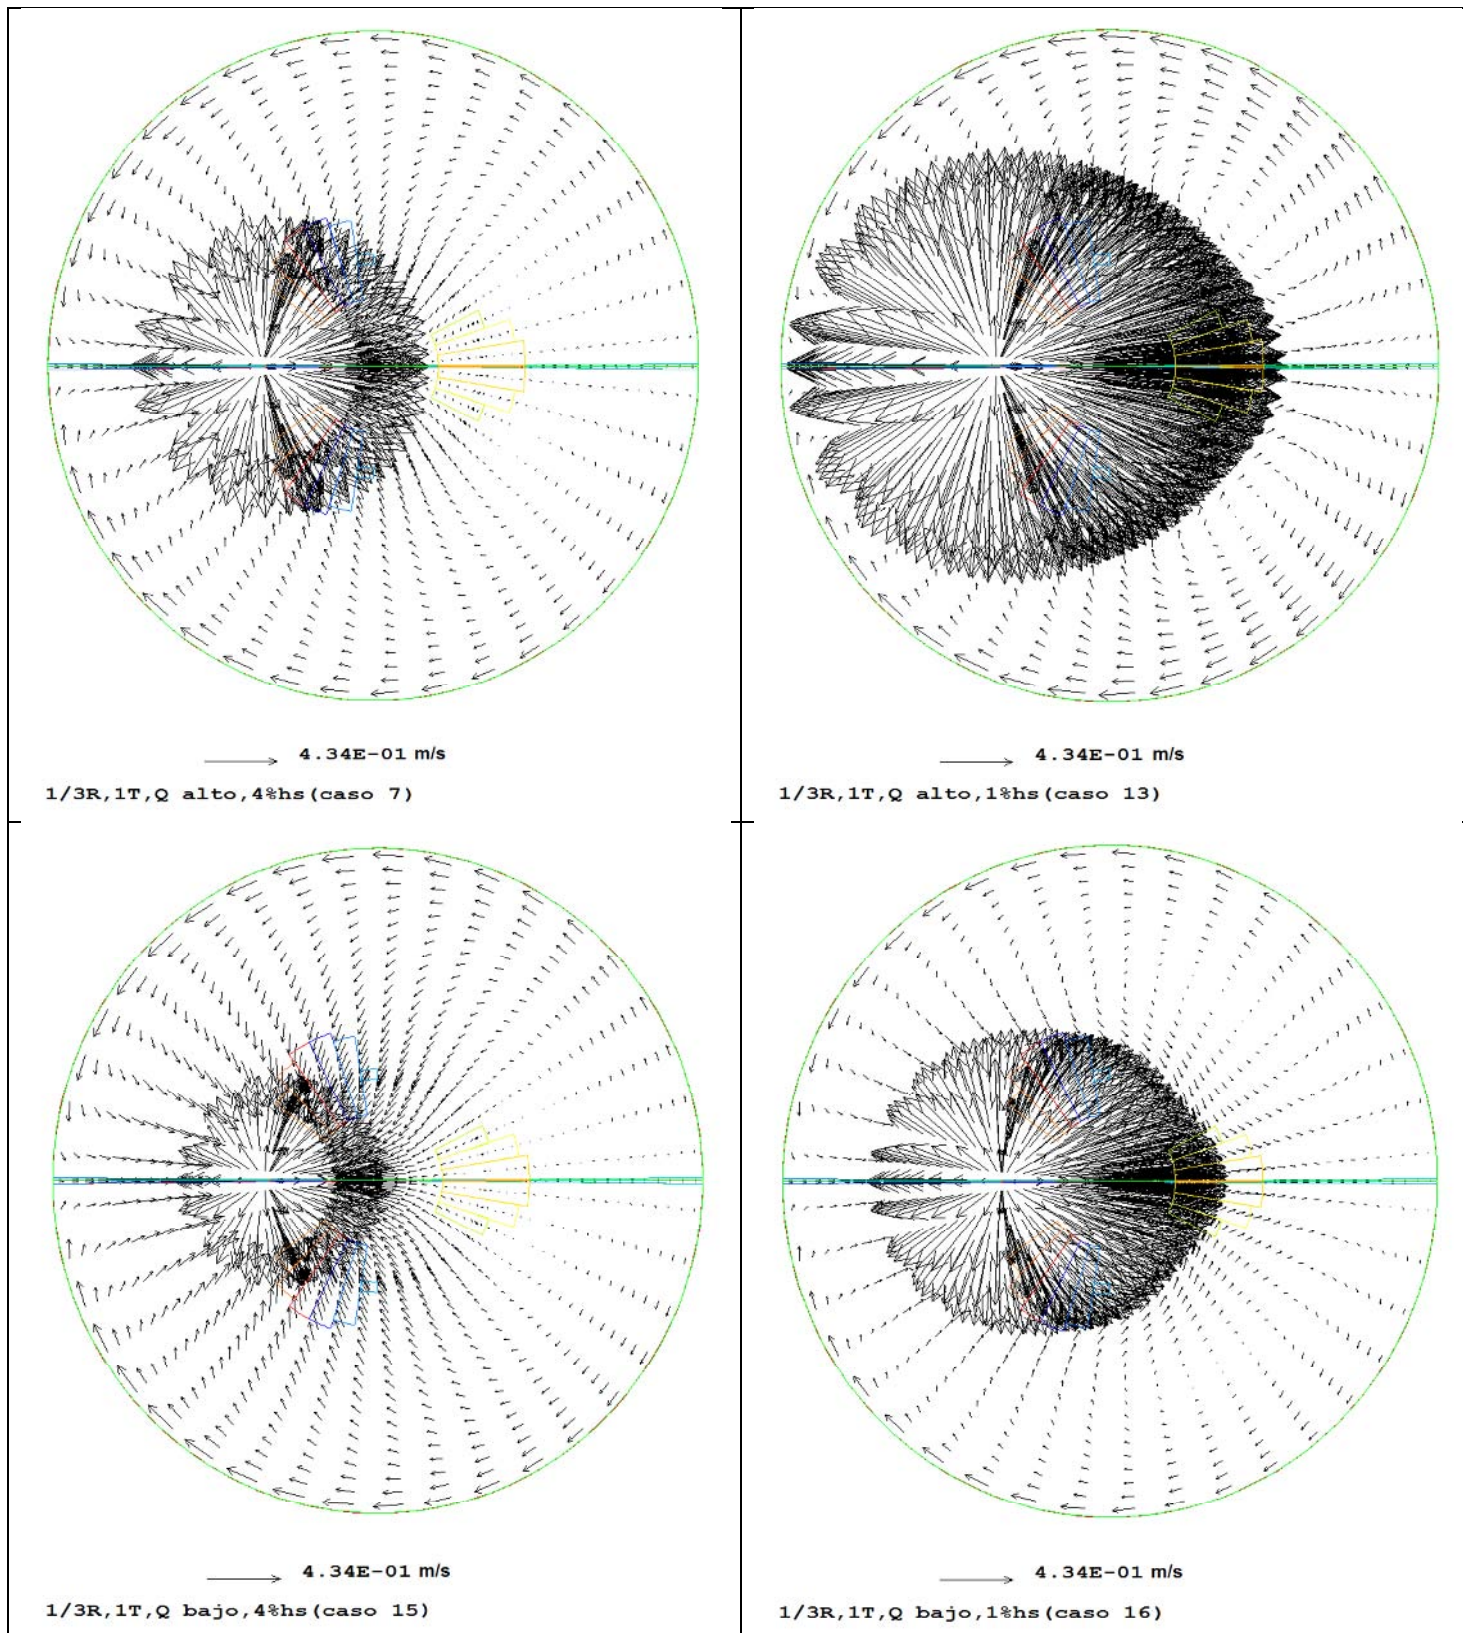 4.34E-01 m/s
1/3R,1T,Q alto,4%hs(caso 7)
4.34E-01 m/s
1/3R,1T,Q alto,1%hs(caso 13)
4.34E-01 m/s
1/3R,1T,Q bajo,4%hs(caso 15)
4.34E-01 m/s
1/3R,1T,Q bajo,1%hs(caso 16)